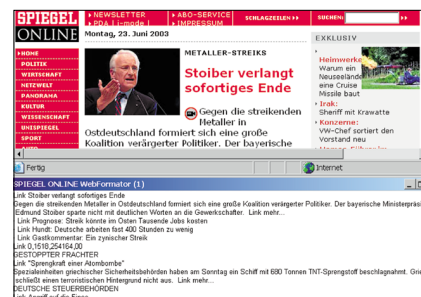 SPIEGEL ONLINE
NEWSLETTER
PDA | i-mode |
ABO-SERVICE
IMPRESSUM
SCHLAGZEILEN >>
SUCHEN:
Montag, 23. Juni 2003
HOME
POLITIK
WIRTSCHAFT
NETZWELT
PANORAMA
KULTUR
WISSENSCHAFT
UNISPIEGEL
SPORT
AUTO
METALLER-STREIKS
Stoiber verlangt
sofortiges Ende
Gegen die streikenden
Metaller in
Ostdeutschland formiert sich eine große
Koalition verärgerter Politiker. Der bayerische
EXKLUSIV
Heimwerke
Warum ein
Neuseelände
eine Cruise
Missile baut
Irak:
Sheriff mit Krawatte
Konzerne:
VW-Chef sortiert den
Vorstand neu
Fertig
Internet
SPIEGEL ONLINE WebFormator (1)
Link Stoiber verlangt sofortiges Ende
Gegen die streikenden Metaller in Ostdeutschland formiert sich eine große Koalition verärgerter Politiker. Der bayerische Ministerpräsi
Edmund Stoiber sparte nicht mit deutlichen Worten an die Gewerkschafter. Link mehr...
Link Prognose: Streik könnte im Osten Tausende Jobs kosten
Link Hundt: Deutsche arbeiten fast 400 Stunden zu wenig
Link Gastkommentar: Ein zynischer Streik
Link 0,1518,254164,00
GESTOPPTER FRACHTER
Link "Sprengkraft einer Atombombe"
Spezialeinheiten griechischer Sicherheitsbehörden haben am Sonntag ein Schiff mit 680 Tonnen TNT-Sprengstoff beschlagnahmt. Grie
schließt einen terroristischen Hintergrund nicht aus. Link mehr...
DEUTSCHE STEUERBEHÖRDEN
Link Angriff auf die Eings